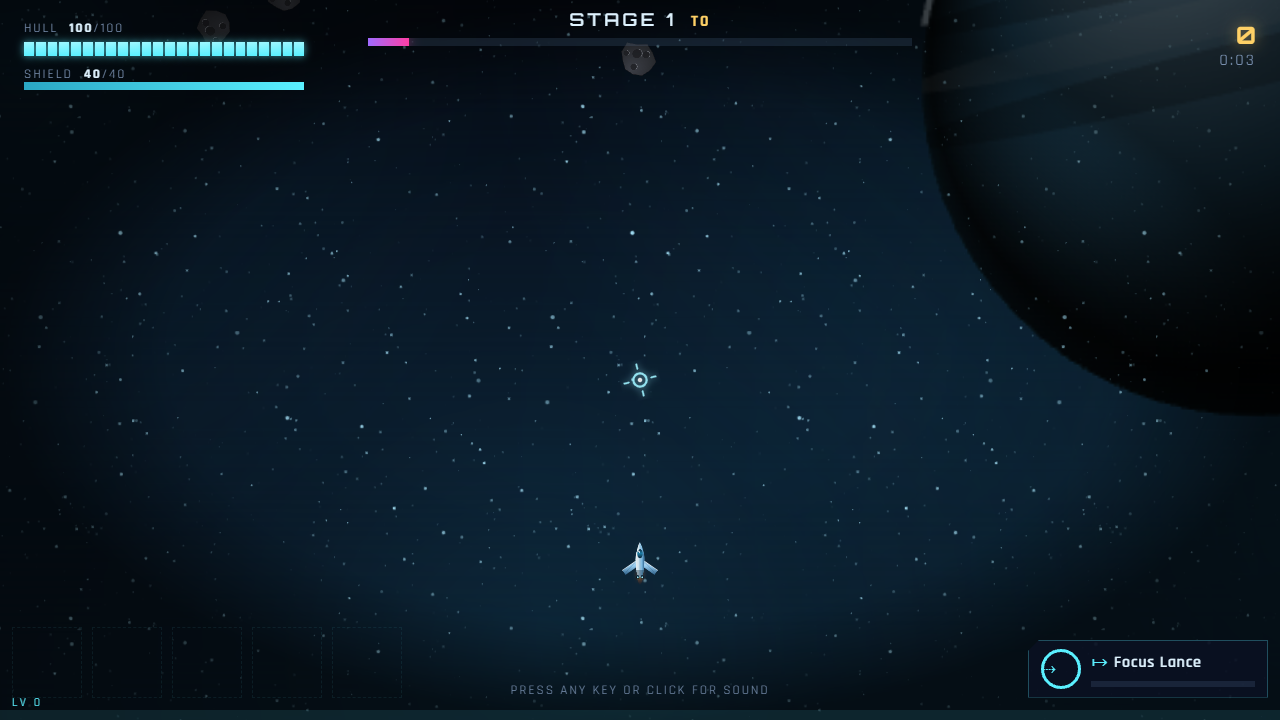 HULL 100/100
SHIELD 40/40
STAGE 1 T0
0
0:03
PRESS ANY KEY OR CLICK FOR SOUND
LV 0
↦ Focus Lance